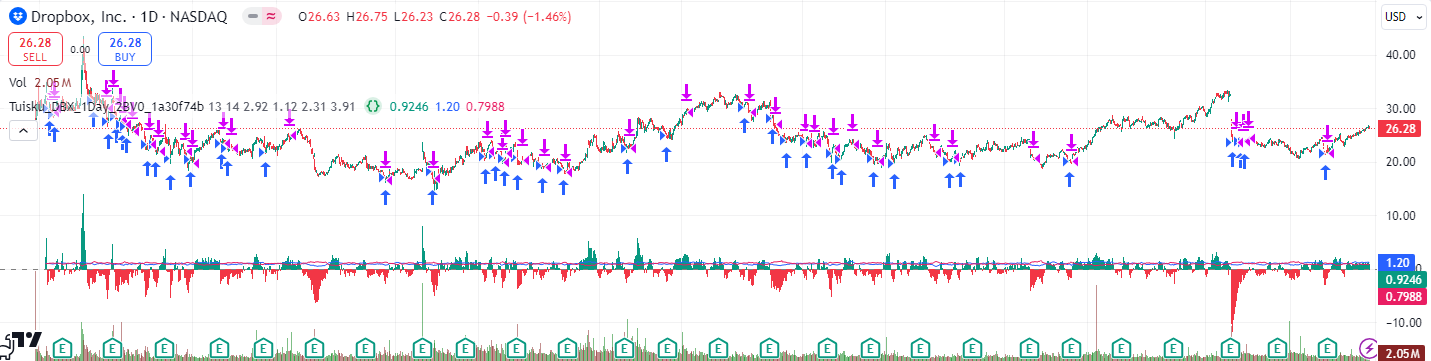 Dropbox, Inc. · 1D · NASDAQ O26.63 H26.75 L26.23 C26.28 −0.39 (−1.46%)
USD
26.28
SELL
0.00
26.28
BUY
Vol 2.05M
Tuisku_DBX_1Day_2BV0_1a30f74b 13 14 2.92 1.12 2.31 3.91 {} 0.9246 1.20 0.7988
40.00
30.00
26.28
20.00
10.00
1.20
0.9246
0.7988
−10.00
2.05M
E E E E E E E E E E E E E E E E E E E E E E E E E E